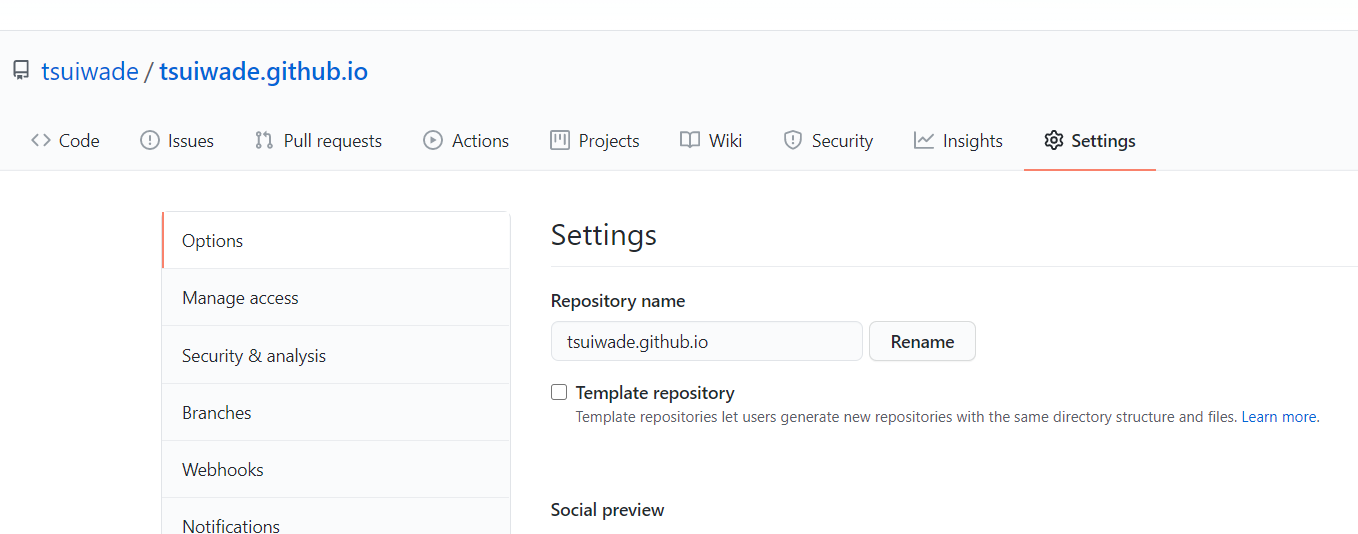 tsuiwade / tsuiwade.github.io
Code Issues Pull requests Actions Projects Wiki Security Insights Settings
Options
Manage access
Security & analysis
Branches
Webhooks
Notifications
Settings
Repository name
tsuiwade.github.io Rename
Template repository
Template repositories let users generate new repositories with the same directory structure and files. Learn more.
Social preview